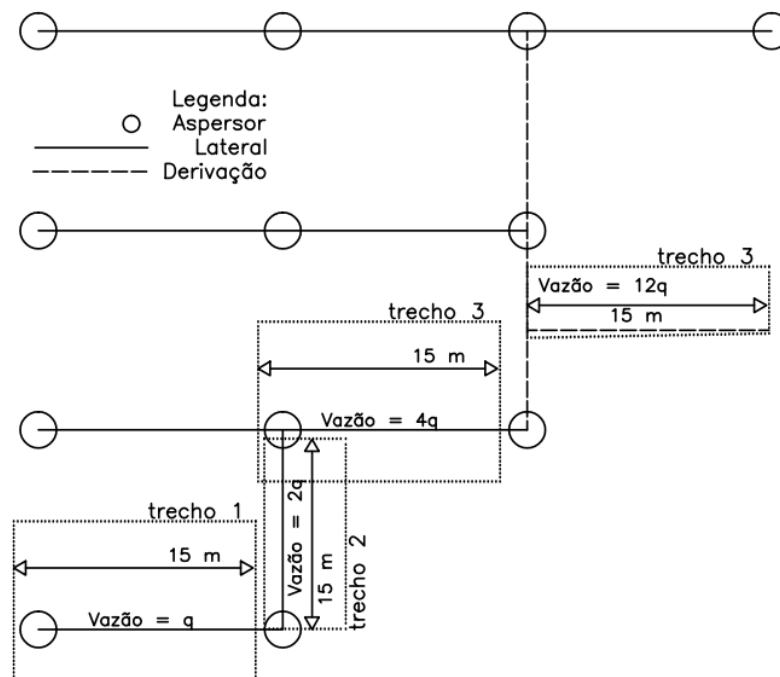 Legenda:
Aspersor
Lateral
Derivação
trecho 3
Vazão = 12q
15 m
trecho 3
15 m
Vazão = 4q
Vazão = 2q
15 m
trecho 2
trecho 1
15 m
Vazão = q